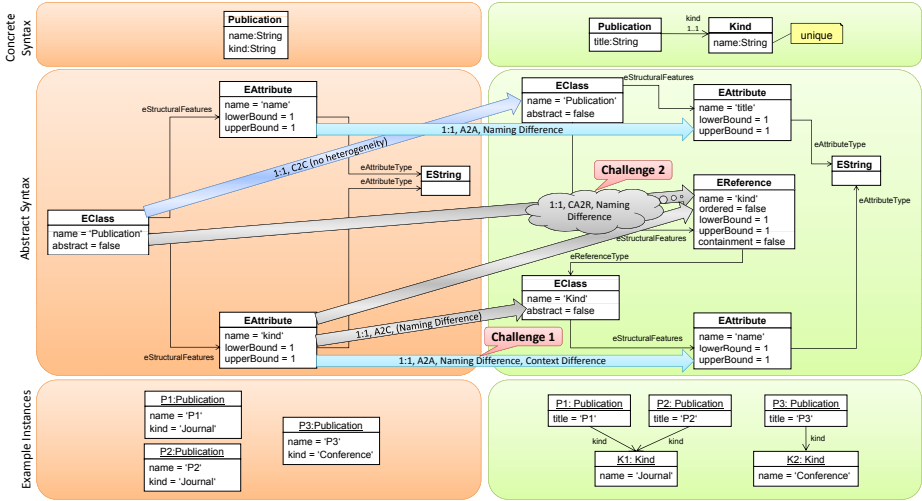 Concrete
Syntax
Publication
name:String
kind:String
Publication
title:String
kind
1..1
Kind
name:String
unique
Abstract Syntax
EAttribute
name = 'name'
lowerBound = 1
upperBound = 1
eStructuralFeatures
eAttributeType
eAttributeType
EString
EClass
name = 'Publication'
abstract = false
EAttribute
name = 'kind'
lowerBound = 1
upperBound = 1
eStructuralFeatures
1:1, C2C (no heterogeneity)
1:1, A2A, Naming Difference
Challenge 2
1:1, CA2R, Naming
Difference
1:1, A2C, (Naming Difference)
Challenge 1
1:1, A2A, Naming Difference, Context Difference
EClass
name = 'Publication'
abstract = false
eStructuralFeatures
EAttribute
name = 'title'
lowerBound = 1
upperBound = 1
eAttributeType
EString
eAttributeType
EReference
name = 'kind'
ordered = false
lowerBound = 1
upperBound = 1
containment = false
eStructuralFeatures
eReferenceType
EClass
name = 'Kind'
abstract = false
eStructuralFeatures
EAttribute
name = 'name'
lowerBound = 1
upperBound = 1
Example Instances
P1:Publication
name = 'P1'
kind = 'Journal'
P2:Publication
name = 'P2'
kind = 'Journal'
P3:Publication
name = 'P3'
kind = 'Conference'
P1: Publication
title = 'P1'
P2: Publication
title = 'P2'
P3: Publication
title = 'P3'
kind
kind
kind
K1: Kind
name = 'Journal'
K2: Kind
name = 'Conference'